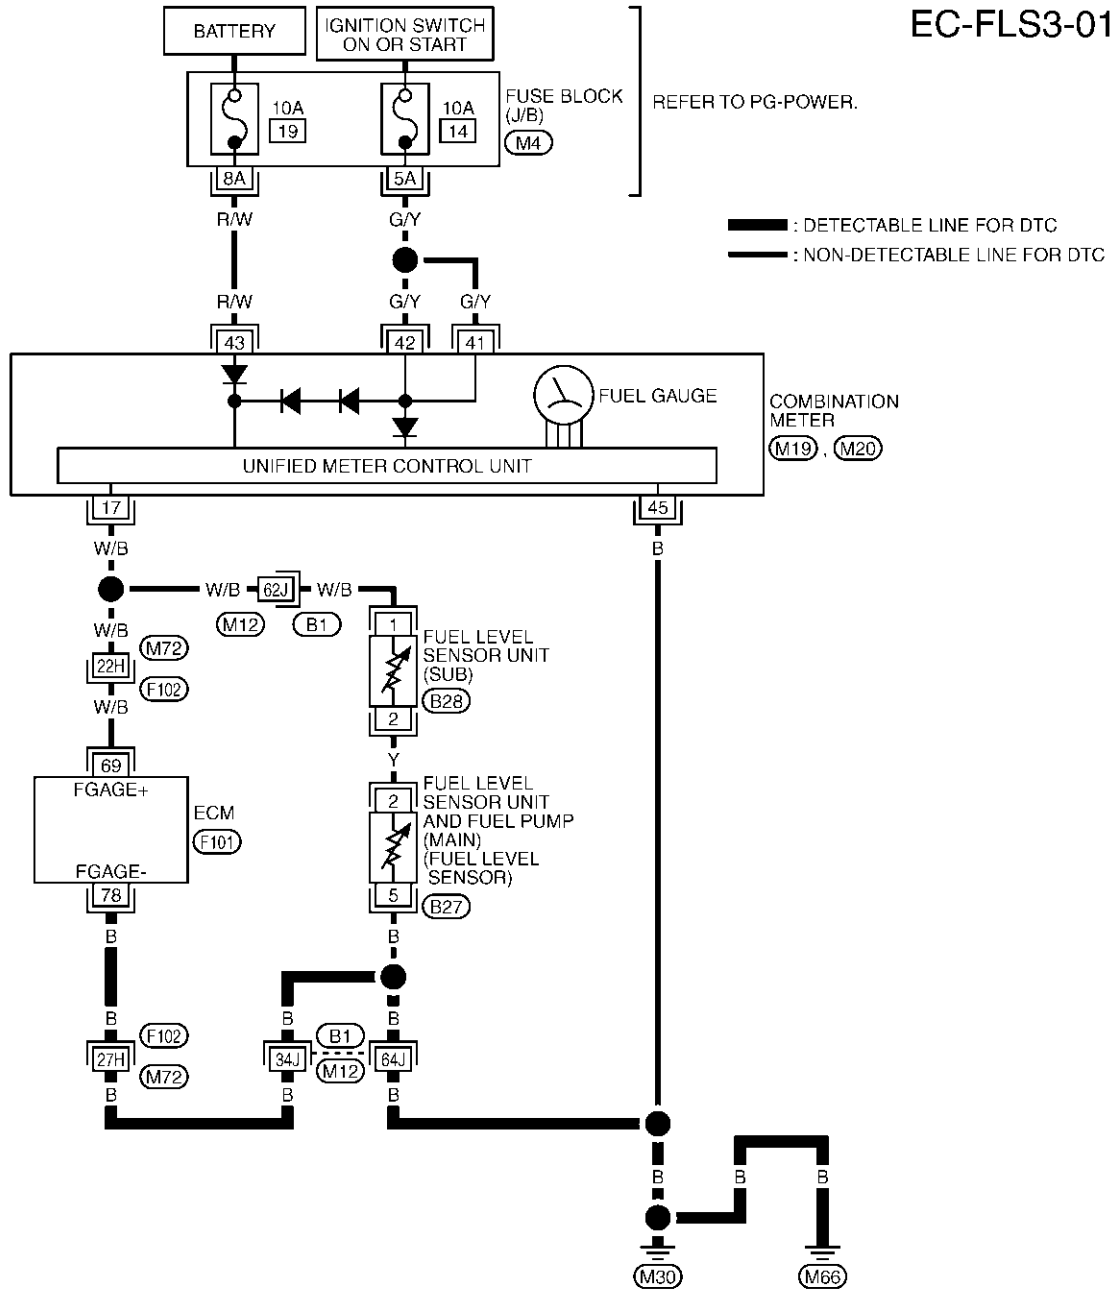 EC-FLS3-01
BATTERY
IGNITION SWITCH
ON OR START
10A
19
10A
14
FUSE BLOCK
(J/B)
M4
REFER TO PG-POWER.
8A
5A
R/W
G/Y
: DETECTABLE LINE FOR DTC
: NON-DETECTABLE LINE FOR DTC
R/W
G/Y
G/Y
43
42
41
FUEL GAUGE
COMBINATION
METER
M19 , M20
UNIFIED METER CONTROL UNIT
17
45
W/B
B
W/B
62J
W/B
M12
B1
W/B
M72
22H
F102
W/B
1
FUEL LEVEL
SENSOR UNIT
(SUB)
B28
2
Y
69
FGAGE+
ECM
F101
FGAGE-
78
2
FUEL LEVEL
SENSOR UNIT
AND FUEL PUMP
(MAIN)
(FUEL LEVEL
SENSOR)
5
B27
B
B
B
B
B
F102
27H
M72
34J
B1
M12
64J
B
B
B
B
B
B
M30
M66